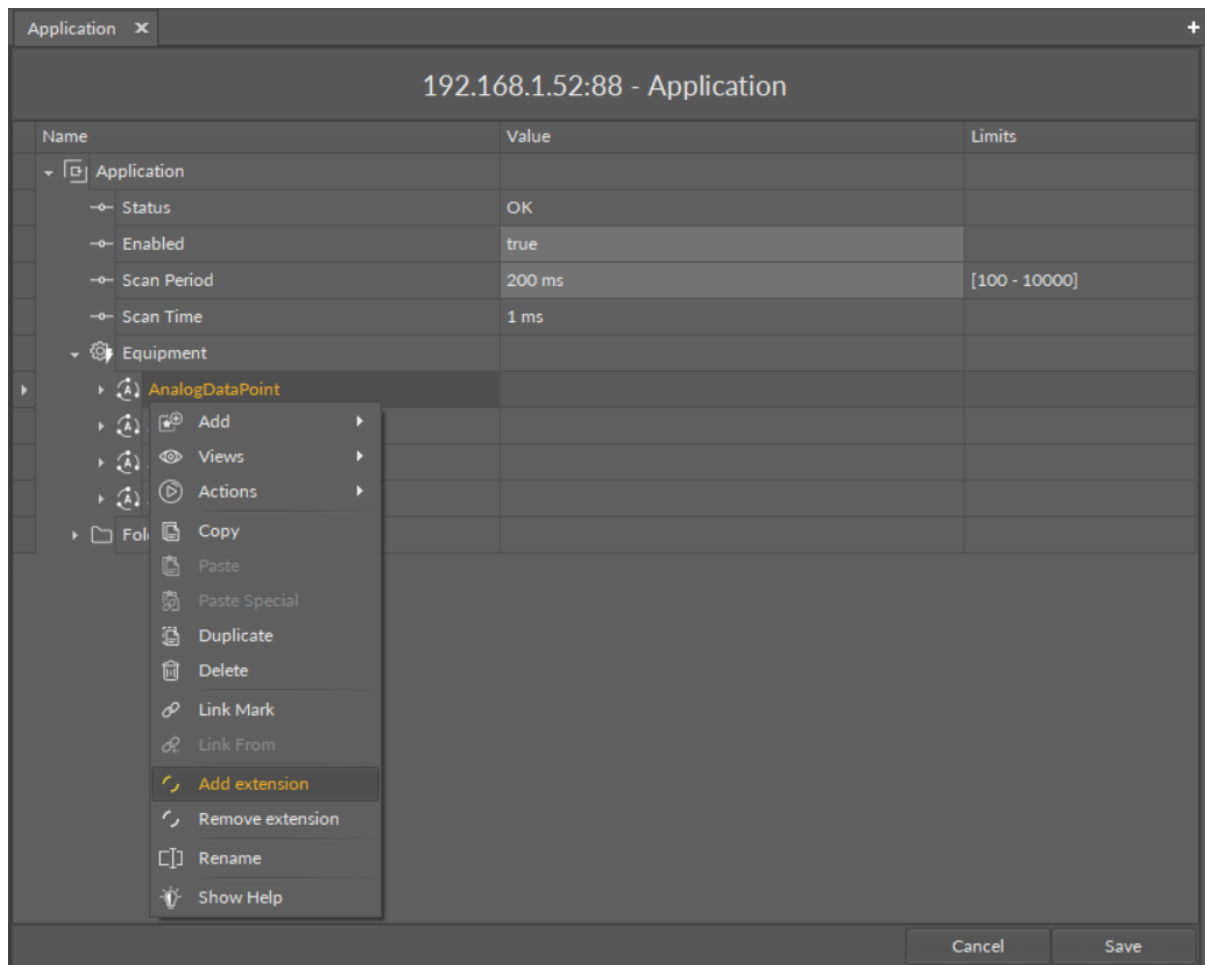 Application
192.168.1.52:88 - Application
Name Value Limits
Application
Status OK
Enabled true
Scan Period 200 ms [100 - 10000]
Scan Time 1 ms
Equipment
AnalogDataPoint
Add
Views
Actions
Copy
Paste
Paste Special
Duplicate
Delete
Link Mark
Link From
Add extension
Remove extension
Rename
Show Help
Cancel Save